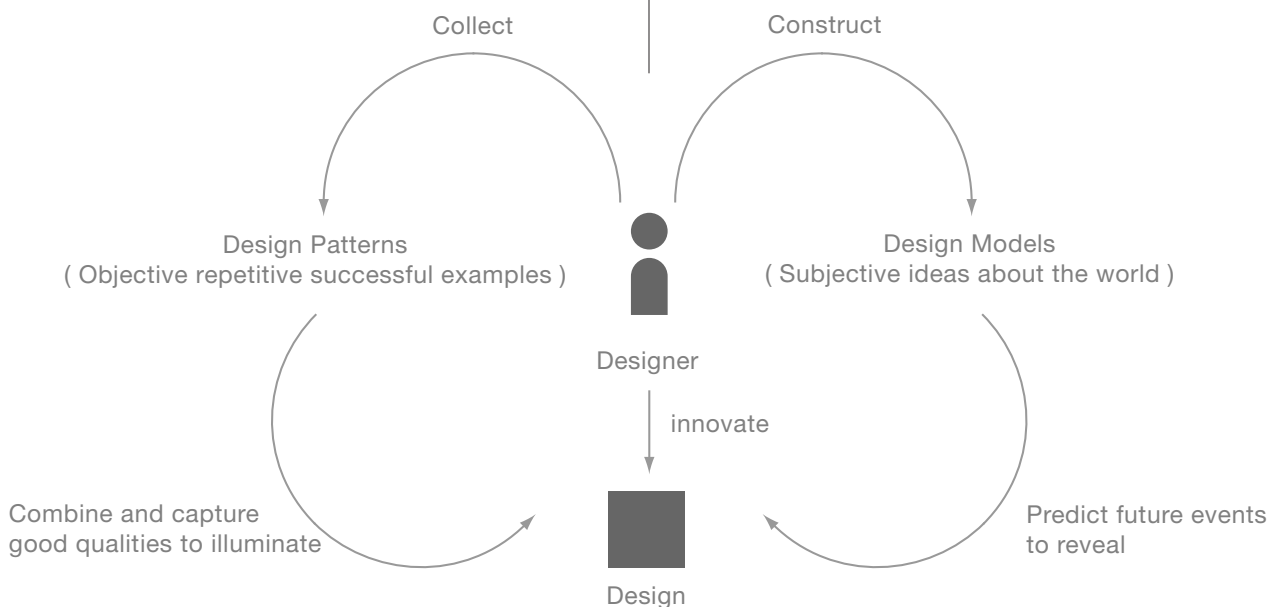 Collect
Construct
Design Patterns
( Objective repetitive successful examples )
Design Models
( Subjective ideas about the world )
Designer
innovate
Combine and capture
good qualities to illuminate
Predict future events
to reveal
Design